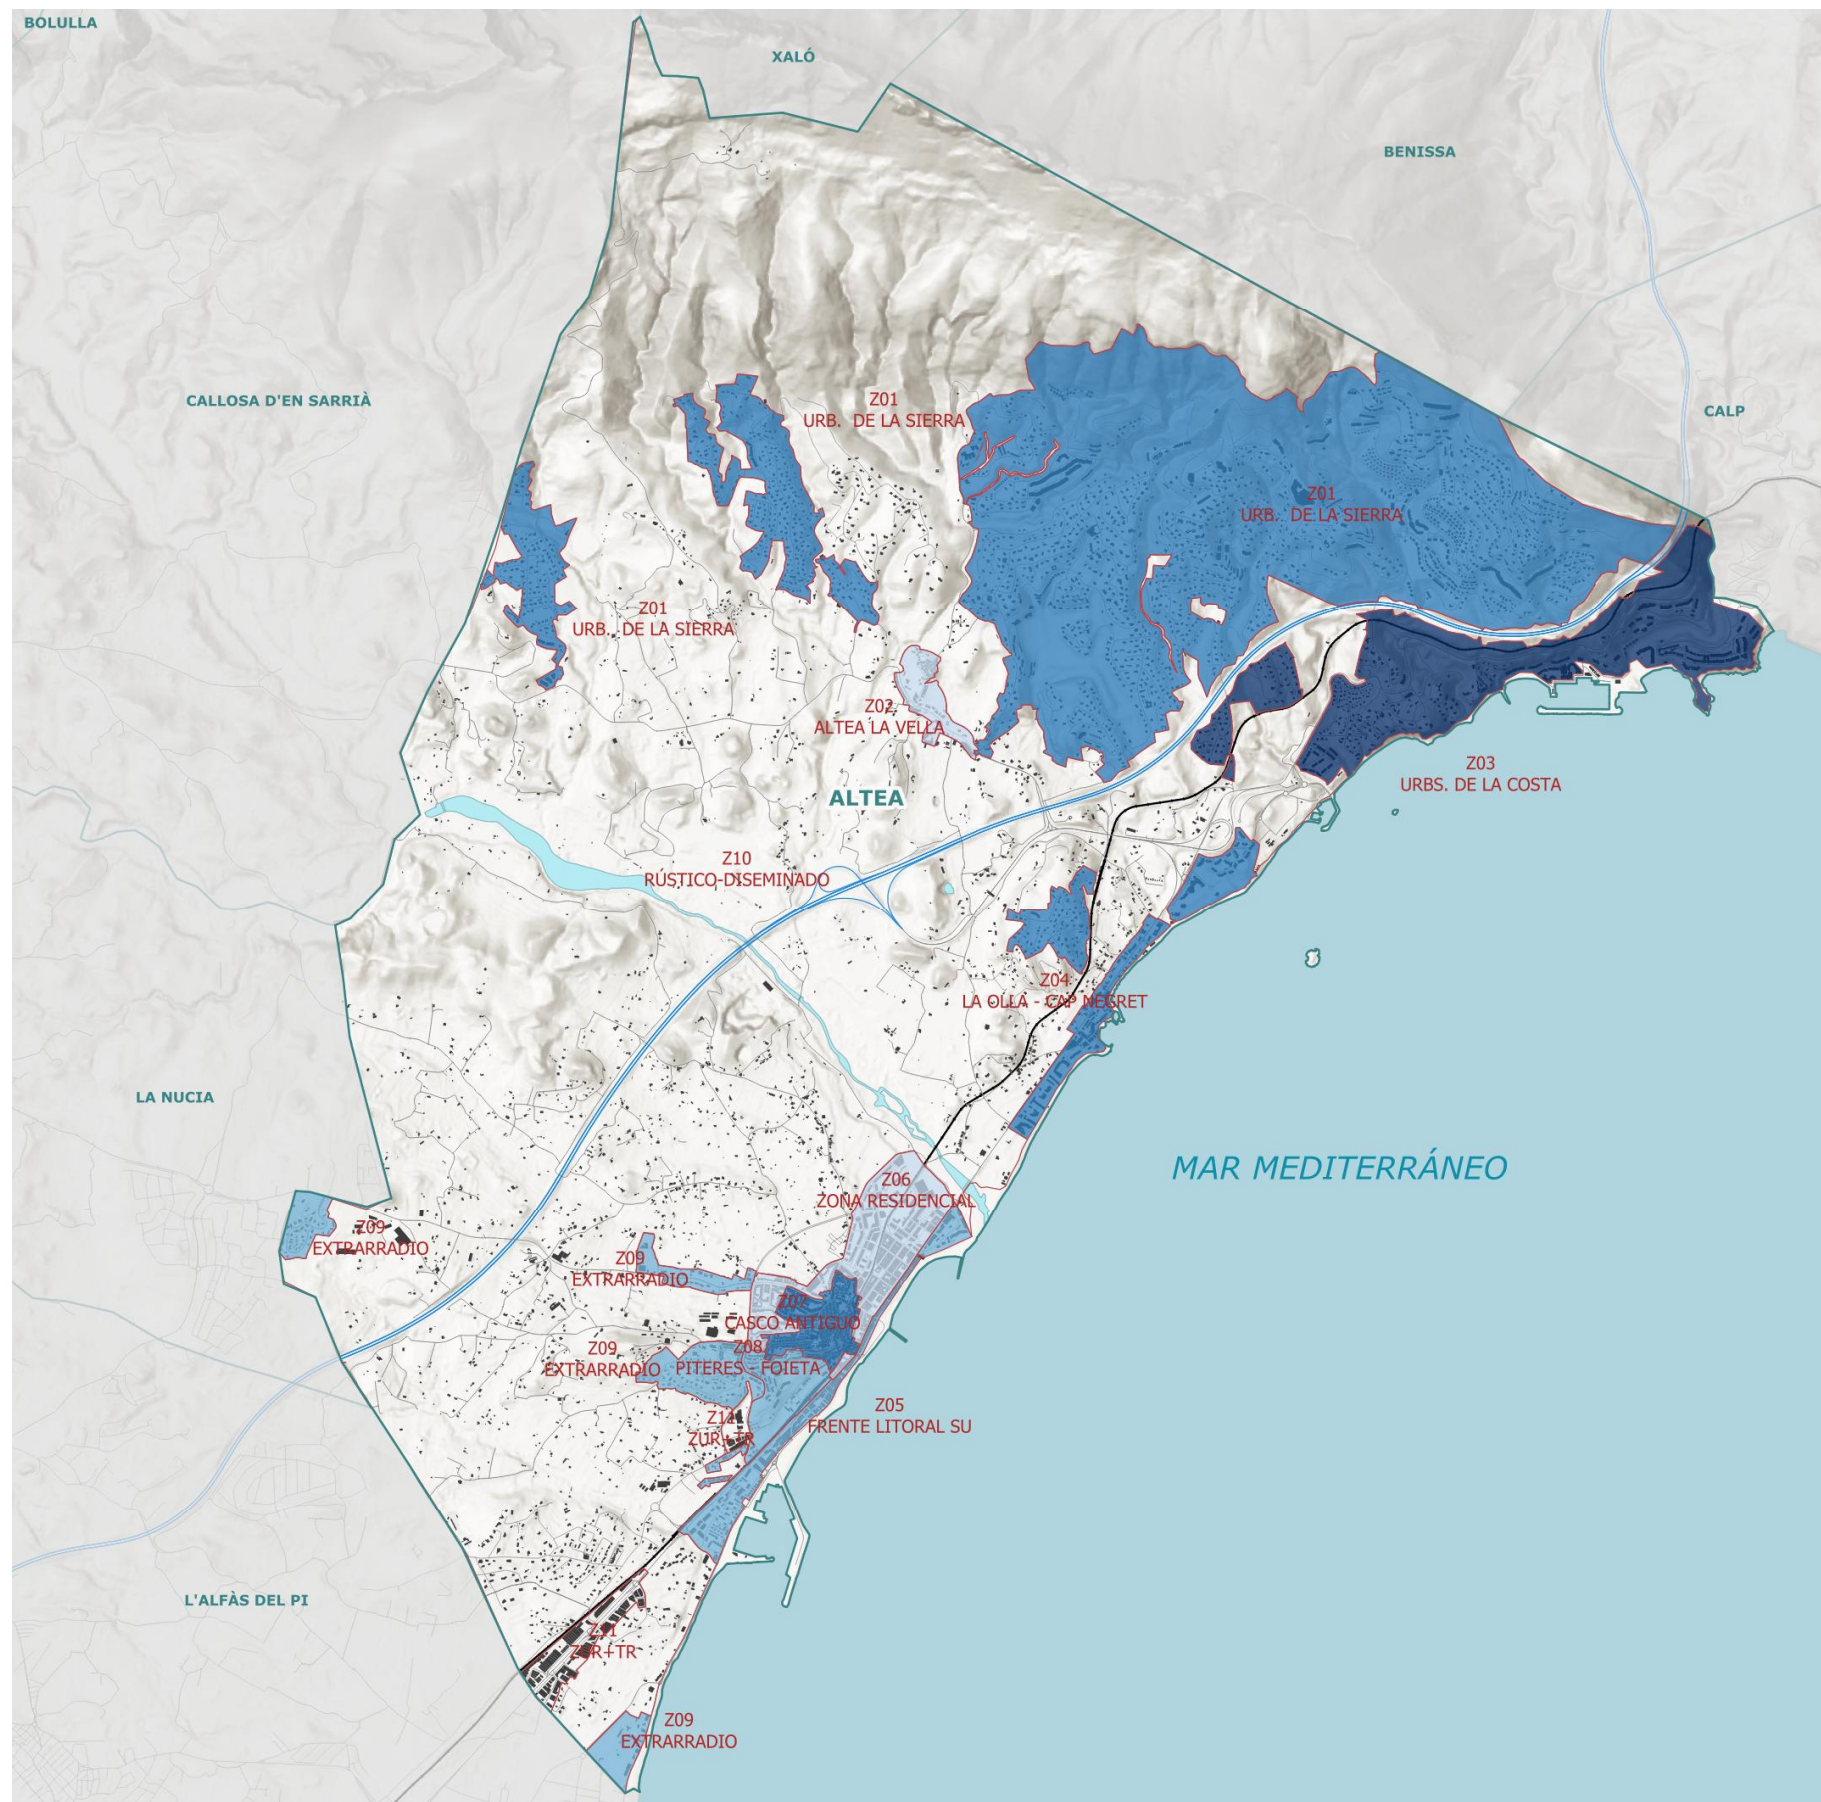 BOLULLA
XALÓ
BENISSA
CALLOSA D'EN SARRIÀ
Z01
URB. DE LA SIERRA
CALP
Z01
URB. DE LA SIERRA
Z01
URB. DE LA SIERRA
Z02
ALTEA LA VELLA
Z03
URBS. DE LA COSTA
ALTEA
Z10
RÚSTICO-DISEMINADO
Z04
LA OLLA - CAP NEGRET
LA NUCIA
MAR MEDITERRÁNEO
Z06
ZONA RESIDENCIAL
Z09
EXTRARRADIO
Z09
EXTRARRADIO
Z07
CASCO ANTIGUO
Z09
EXTRARRADIO
Z08
PITERES - FOIETA
Z05
FRENTE LITORAL SU
Z11
ZUR+TR
L'ALFÀS DEL PI
Z11
ZUR+TR
Z09
EXTRARRADIO